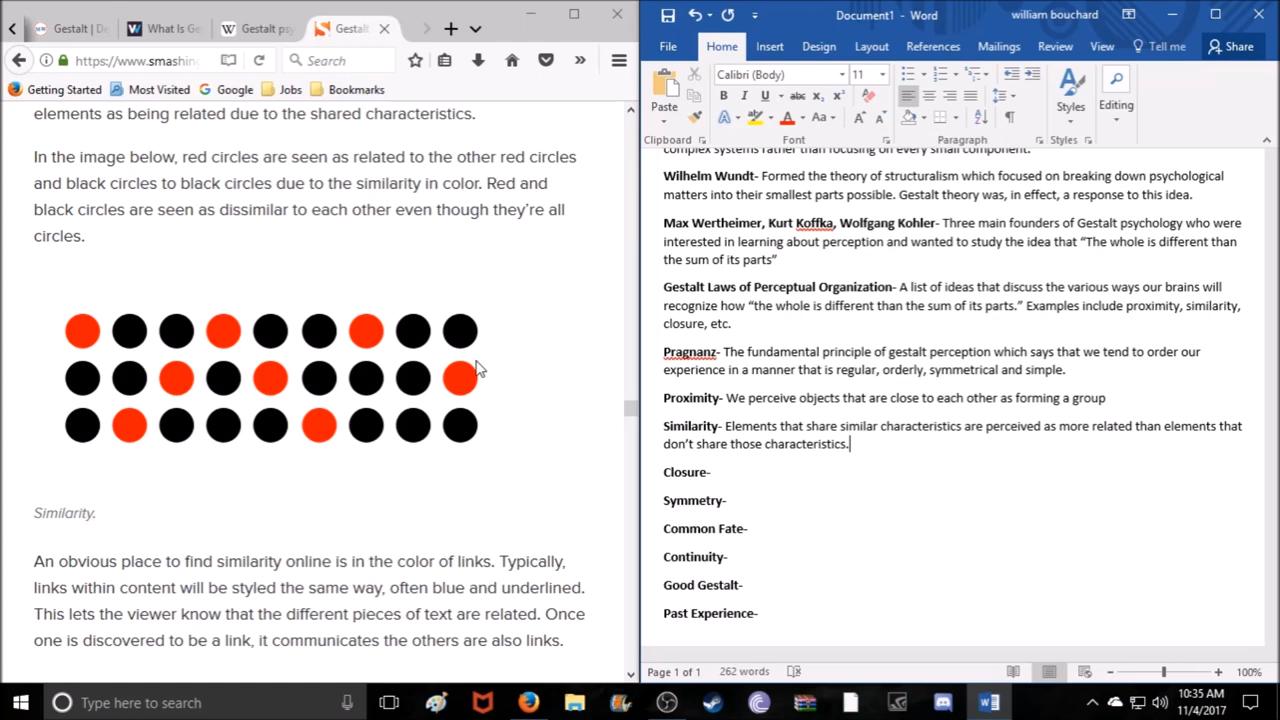 Gestalt | De
What Is Ge
Gestalt psy
Gestalt
https://www.smashing
Search
Getting Started
Most Visited
Google
Jobs
Bookmarks
elements as being related due to the shared characteristics.
In the image below, red circles are seen as related to the other red circles
and black circles to black circles due to the similarity in color. Red and
black circles are seen as dissimilar to each other even though they’re all
circles.
Similarity.
An obvious place to find similarity online is in the color of links. Typically,
links within content will be styled the same way, often blue and underlined.
This lets the viewer know that the different pieces of text are related. Once
one is discovered to be a link, it communicates the others are also links.
Document1 - Word
william bouchard
File Home Insert Design Layout References Mailings Review View Tell me Share
Calibri (Body) 11
Paste
Styles
Editing
Clipboard Font Paragraph Styles
complex systems rather than focusing on every small component.
Wilhelm Wundt- Formed the theory of structuralism which focused on breaking down psychological
matters into their smallest parts possible. Gestalt theory was, in effect, a response to this idea.
Max Wertheimer, Kurt Koffka, Wolfgang Kohler- Three main founders of Gestalt psychology who were
interested in learning about perception and wanted to study the idea that “The whole is different than
the sum of its parts”
Gestalt Laws of Perceptual Organization- A list of ideas that discuss the various ways our brains will
recognize how “the whole is different than the sum of its parts.” Examples include proximity, similarity,
closure, etc.
Pragnanz- The fundamental principle of gestalt perception which says that we tend to order our
experience in a manner that is regular, orderly, symmetrical and simple.
Proximity- We perceive objects that are close to each other as forming a group
Similarity- Elements that share similar characteristics are perceived as more related than elements that
don’t share those characteristics.
Closure-
Symmetry-
Common Fate-
Continuity-
Good Gestalt-
Past Experience-
Page 1 of 1 262 words
100%
Type here to search
10:35 AM
11/4/2017